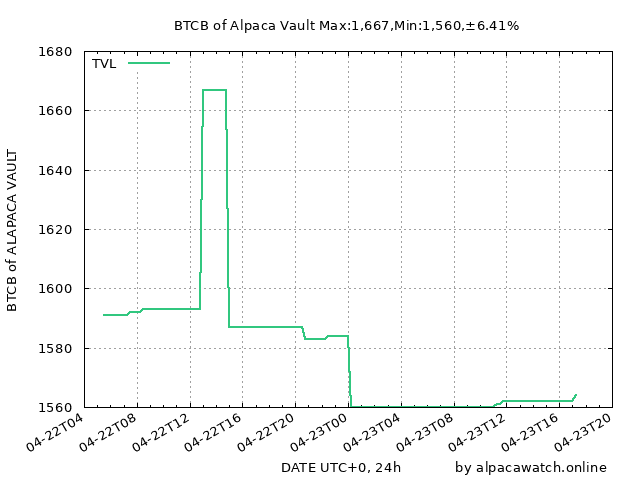 BTCB of Alpaca Vault Max:1,667,Min:1,560,±6.41%
TVL
1680
1660
1640
1620
1600
1580
1560
BTCB of ALAPACA VAULT
04-22T04
04-22T08
04-22T12
04-22T16
04-22T20
04-23T00
04-23T04
04-23T08
04-23T12
04-23T16
04-23T20
DATE UTC+0, 24h
by alpacawatch.online